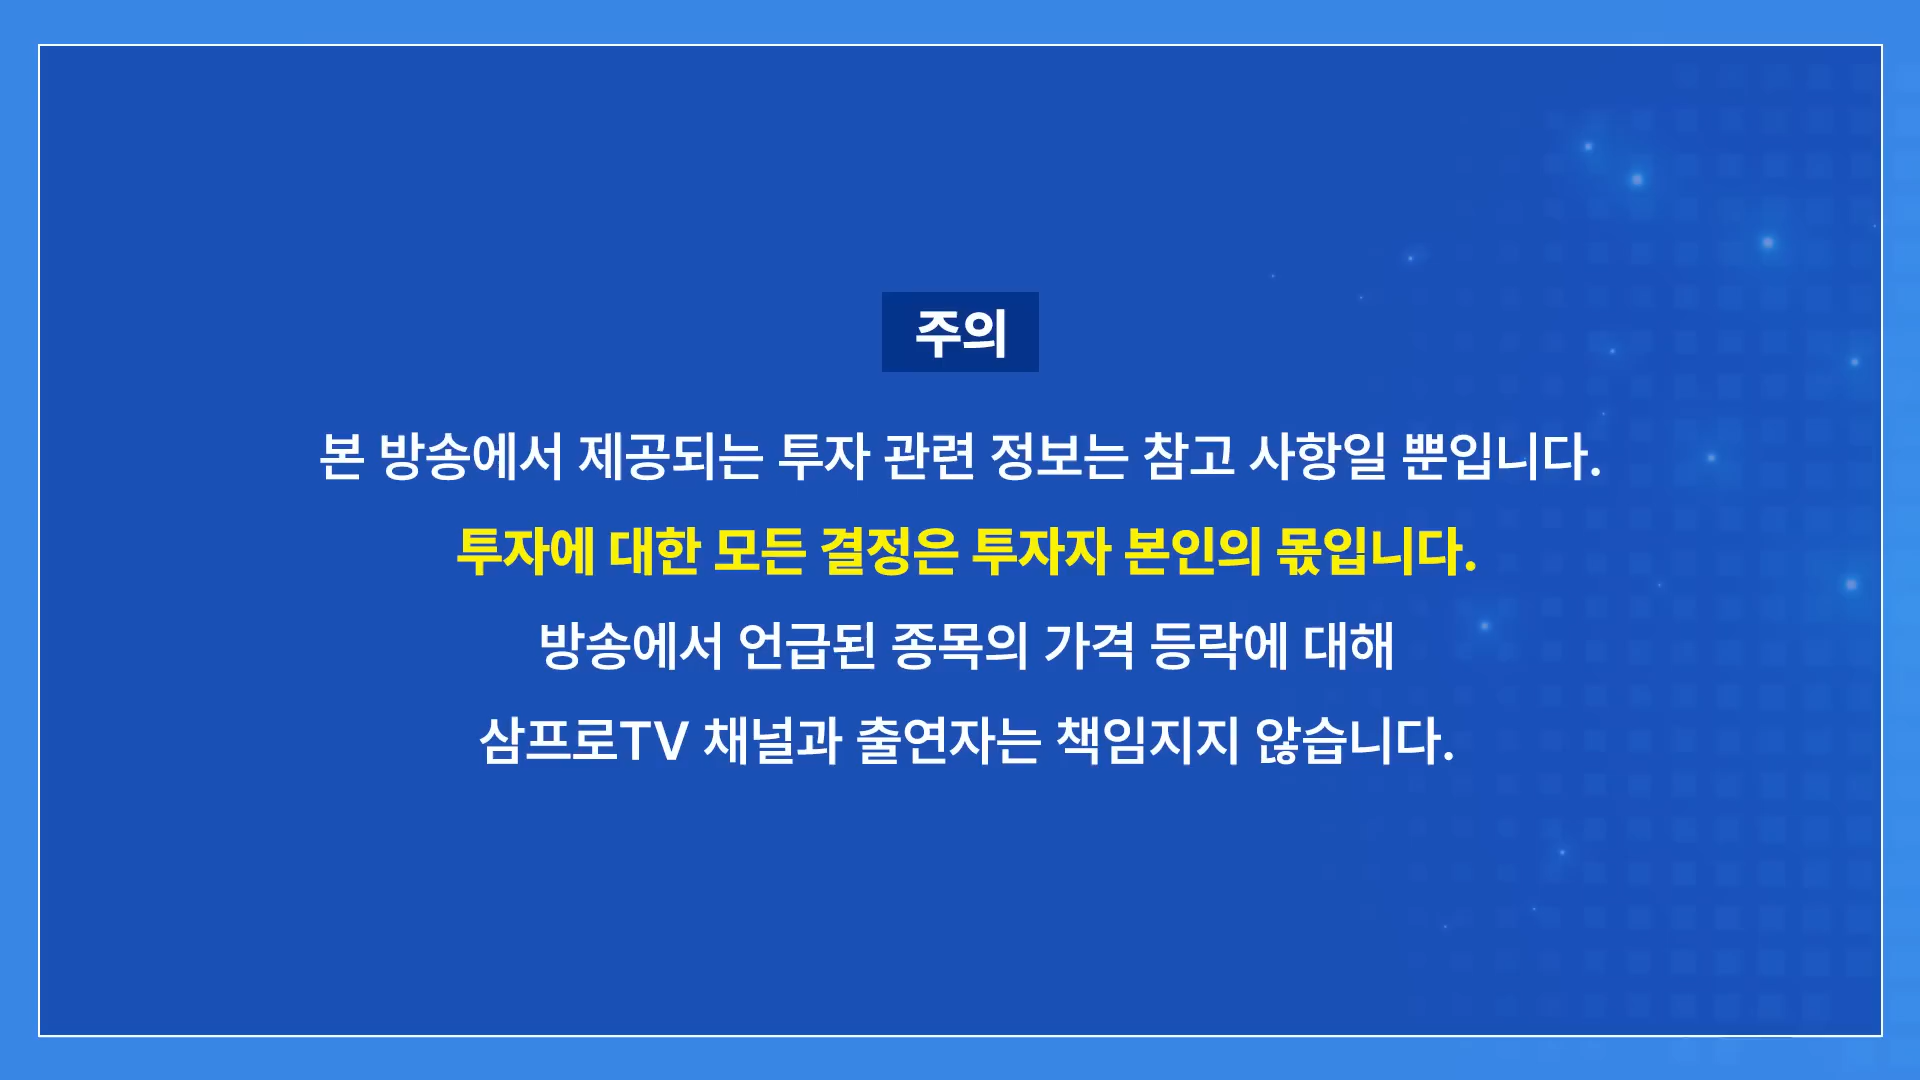 주의
본 방송에서 제공되는 투자 관련 정보는 참고 사항일 뿐입니다.
투자에 대한 모든 결정은 투자자 본인의 몫입니다.
방송에서 언급된 종목의 가격 등락에 대해
삼프로TV 채널과 출연자는 책임지지 않습니다.